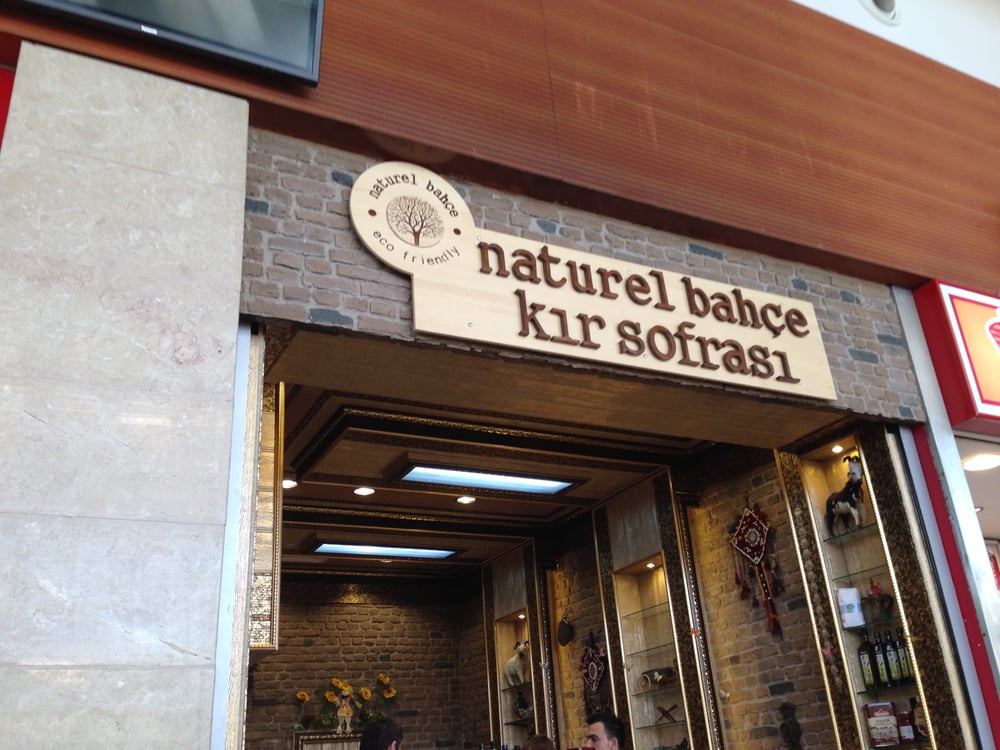 naturel bahçe
eco friendly
naturel bahçe
kır sofrası